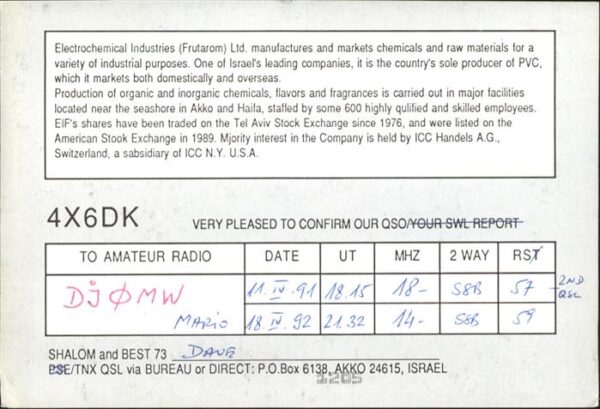 Electrochemical Industries (Frutarom) Ltd. manufactures and markets chemicals and raw materials for a
variety of industrial purposes. One of Israel's leading companies, it is the country's sole producer of PVC,
which it markets both domestically and overseas.
Production of organic and inorganic chemicals, flavors and fragrances is carried out in major facilities
located near the seashore in Akko and Haifa, staffed by some 600 highly qulified and skilled employees.
EIF's shares have been traded on the Tel Aviv Stock Exchange since 1976, and were listed on the
American Stock Exchange in 1989. Mjority interest in the Company is held by ICC Handels A.G.,
Switzerland, a sabsidiary of ICC N.Y. U.S.A.
4X6DK VERY PLEASED TO CONFIRM OUR QSO/YOUR SWL REPORT
TO AMATEUR RADIO DATE UT MHZ 2 WAY RST
DJØMW 11.IV.91 18.15 18- SSB 57 2ND QSL
MARIO 18.IV.92 21.32 14- SSB 59
SHALOM and BEST 73 DAVE
PSE/TNX QSL via BUREAU or DIRECT: P.O.Box 6138, AKKO 24615, ISRAEL
1205